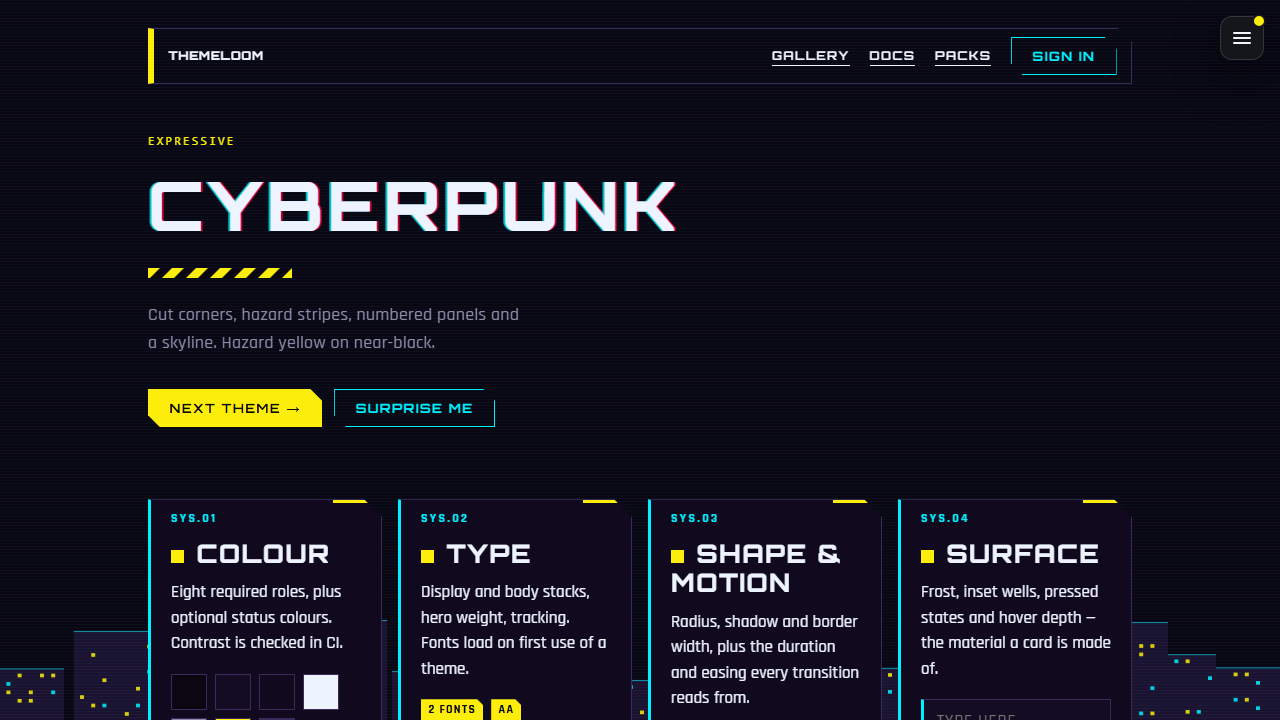 THEMELOOM
GALLERY DOCS PACKS SIGN IN
EXPRESSIVE
CYBERPUNK
Cut corners, hazard stripes, numbered panels and
a skyline. Hazard yellow on near-black.
NEXT THEME → SURPRISE ME
SYS.01
COLOUR
Eight required roles, plus
optional status colours.
Contrast is checked in CI.
SYS.02
TYPE
Display and body stacks,
hero weight, tracking.
Fonts load on first use of a
theme.
2 FONTS AA
SYS.03
SHAPE &
MOTION
Radius, shadow and border
width, plus the duration
and easing every transition
reads from.
SYS.04
SURFACE
Frost, inset wells, pressed
states and hover depth —
the material a card is made
of.
TYPE HERE